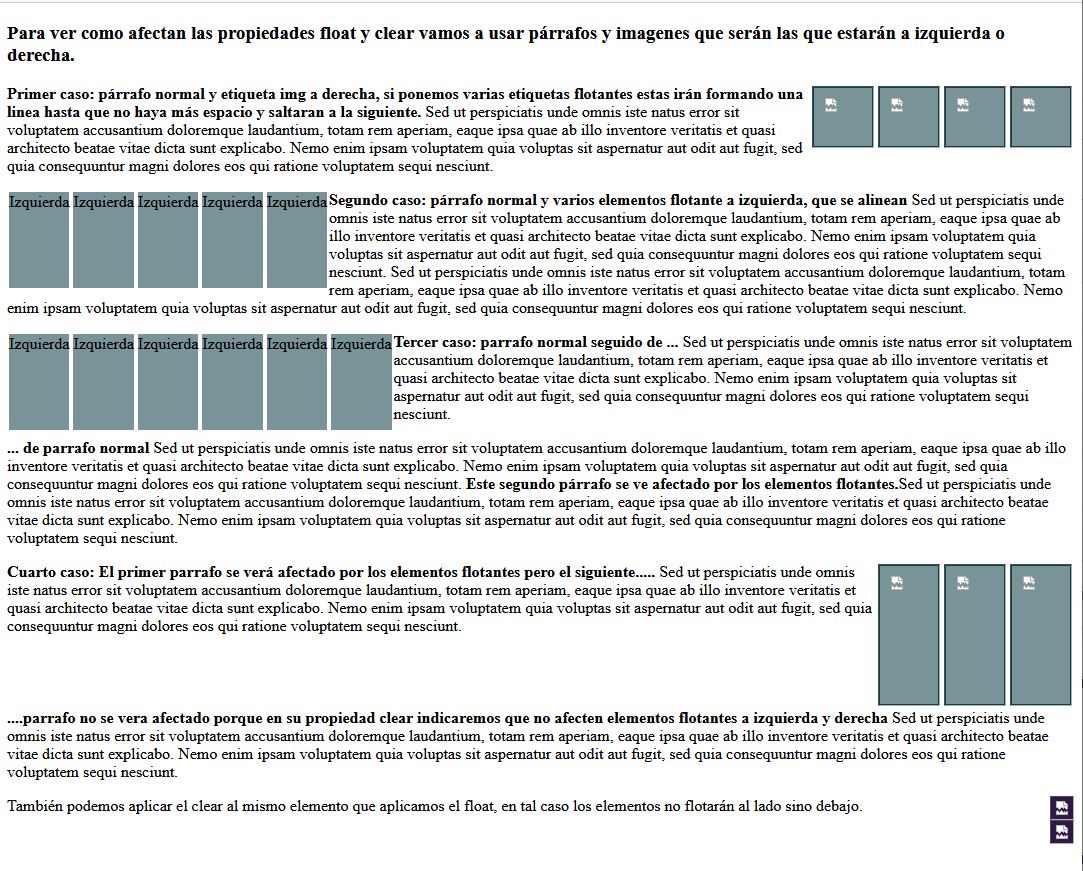 Para ver como afectan las propiedades float y clear vamos a usar párrafos y imagenes que serán las que estarán a izquierda o
derecha.
Primer caso: párrafo normal y etiqueta img a derecha, si ponemos varias etiquetas flotantes estas irán formando una
linea hasta que no haya más espacio y saltaran a la siguiente. Sed ut perspiciatis unde omnis iste natus error sit
voluptatem accusantium doloremque laudantium, totam rem aperiam, eaque ipsa quae ab illo inventore veritatis et quasi
architecto beatae vitae dicta sunt explicabo. Nemo enim ipsam voluptatem quia voluptas sit aspernatur aut odit aut fugit, sed
quia consequuntur magni dolores eos qui ratione voluptatem sequi nesciunt.
Izquierda Izquierda Izquierda Izquierda Izquierda Segundo caso: párrafo normal y varios elementos flotante a izquierda, que se alinean Sed ut perspiciatis unde
omnis iste natus error sit voluptatem accusantium doloremque laudantium, totam rem aperiam, eaque ipsa quae ab
illo inventore veritatis et quasi architecto beatae vitae dicta sunt explicabo. Nemo enim ipsam voluptatem quia
voluptas sit aspernatur aut odit aut fugit, sed quia consequuntur magni dolores eos qui ratione voluptatem sequi
nesciunt. Sed ut perspiciatis unde omnis iste natus error sit voluptatem accusantium doloremque laudantium, totam
rem aperiam, eaque ipsa quae ab illo inventore veritatis et quasi architecto beatae vitae dicta sunt explicabo. Nemo
enim ipsam voluptatem quia voluptas sit aspernatur aut odit aut fugit, sed quia consequuntur magni dolores eos qui ratione voluptatem sequi nesciunt.
Izquierda Izquierda Izquierda Izquierda Izquierda Izquierda Tercer caso: parrafo normal seguido de ... Sed ut perspiciatis unde omnis iste natus error sit voluptatem
accusantium doloremque laudantium, totam rem aperiam, eaque ipsa quae ab illo inventore veritatis et
quasi architecto beatae vitae dicta sunt explicabo. Nemo enim ipsam voluptatem quia voluptas sit
aspernatur aut odit aut fugit, sed quia consequuntur magni dolores eos qui ratione voluptatem sequi
nesciunt.
... de parrafo normal Sed ut perspiciatis unde omnis iste natus error sit voluptatem accusantium doloremque laudantium, totam rem aperiam, eaque ipsa quae ab illo
inventore veritatis et quasi architecto beatae vitae dicta sunt explicabo. Nemo enim ipsam voluptatem quia voluptas sit aspernatur aut odit aut fugit, sed quia
consequuntur magni dolores eos qui ratione voluptatem sequi nesciunt. Este segundo párrafo se ve afectado por los elementos flotantes.Sed ut perspiciatis unde
omnis iste natus error sit voluptatem accusantium doloremque laudantium, totam rem aperiam, eaque ipsa quae ab illo inventore veritatis et quasi architecto beatae
vitae dicta sunt explicabo. Nemo enim ipsam voluptatem quia voluptas sit aspernatur aut odit aut fugit, sed quia consequuntur magni dolores eos qui ratione
voluptatem sequi nesciunt.
Cuarto caso: El primer parrafo se verá afectado por los elementos flotantes pero el siguiente..... Sed ut perspiciatis unde omnis
iste natus error sit voluptatem accusantium doloremque laudantium, totam rem aperiam, eaque ipsa quae ab illo inventore veritatis et
quasi architecto beatae vitae dicta sunt explicabo. Nemo enim ipsam voluptatem quia voluptas sit aspernatur aut odit aut fugit, sed quia
consequuntur magni dolores eos qui ratione voluptatem sequi nesciunt.
....parrafo no se vera afectado porque en su propiedad clear indicaremos que no afecten elementos flotantes a izquierda y derecha Sed ut perspiciatis unde
omnis iste natus error sit voluptatem accusantium doloremque laudantium, totam rem aperiam, eaque ipsa quae ab illo inventore veritatis et quasi architecto beatae
vitae dicta sunt explicabo. Nemo enim ipsam voluptatem quia voluptas sit aspernatur aut odit aut fugit, sed quia consequuntur magni dolores eos qui ratione
voluptatem sequi nesciunt.
También podemos aplicar el clear al mismo elemento que aplicamos el float, en tal caso los elementos no flotarán al lado sino debajo.